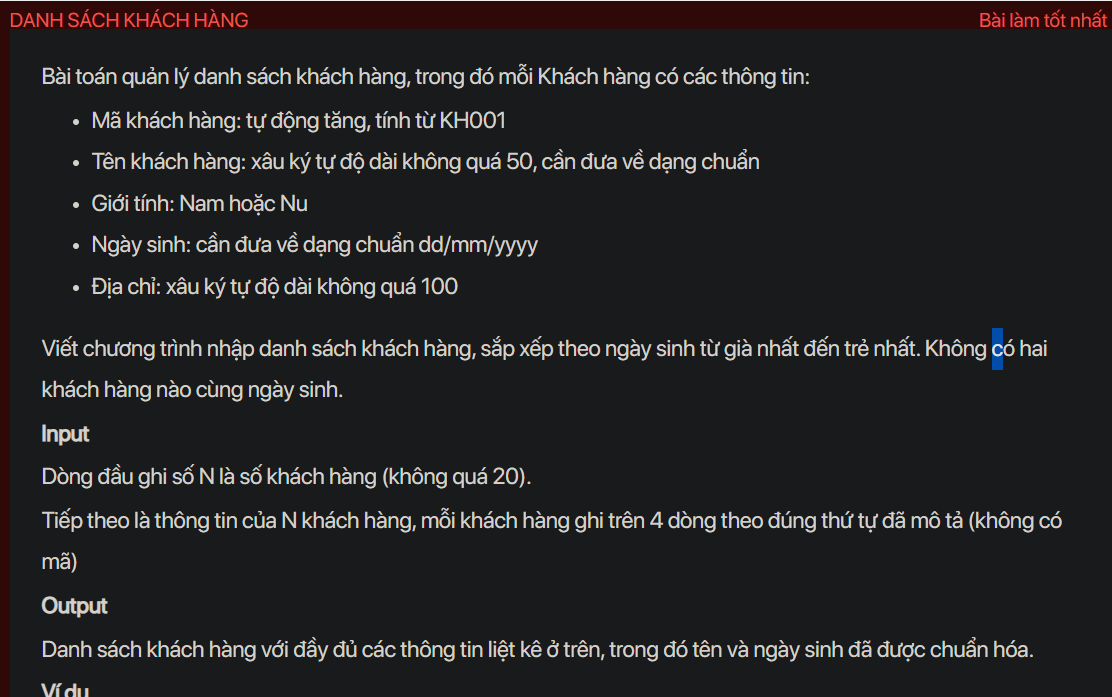 DANH SÁCH KHÁCH HÀNG
Bài làm tốt nhất
Bài toán quản lý danh sách khách hàng, trong đó mỗi Khách hàng có các thông tin:
• Mã khách hàng: tự động tăng, tính từ KH001
• Tên khách hàng: xâu ký tự độ dài không quá 50, cần đưa về dạng chuẩn
• Giới tính: Nam hoặc Nu
• Ngày sinh: cần đưa về dạng chuẩn dd/mm/yyyy
• Địa chỉ: xâu ký tự độ dài không quá 100
Viết chương trình nhập danh sách khách hàng, sắp xếp theo ngày sinh từ già nhất đến trẻ nhất. Không có hai
khách hàng nào cùng ngày sinh.
Input
Dòng đầu ghi số N là số khách hàng (không quá 20).
Tiếp theo là thông tin của N khách hàng, mỗi khách hàng ghi trên 4 dòng theo đúng thứ tự đã mô tả (không có
mã)
Output
Danh sách khách hàng với đầy đủ các thông tin liệt kê ở trên, trong đó tên và ngày sinh đã được chuẩn hóa.
Ví dụ